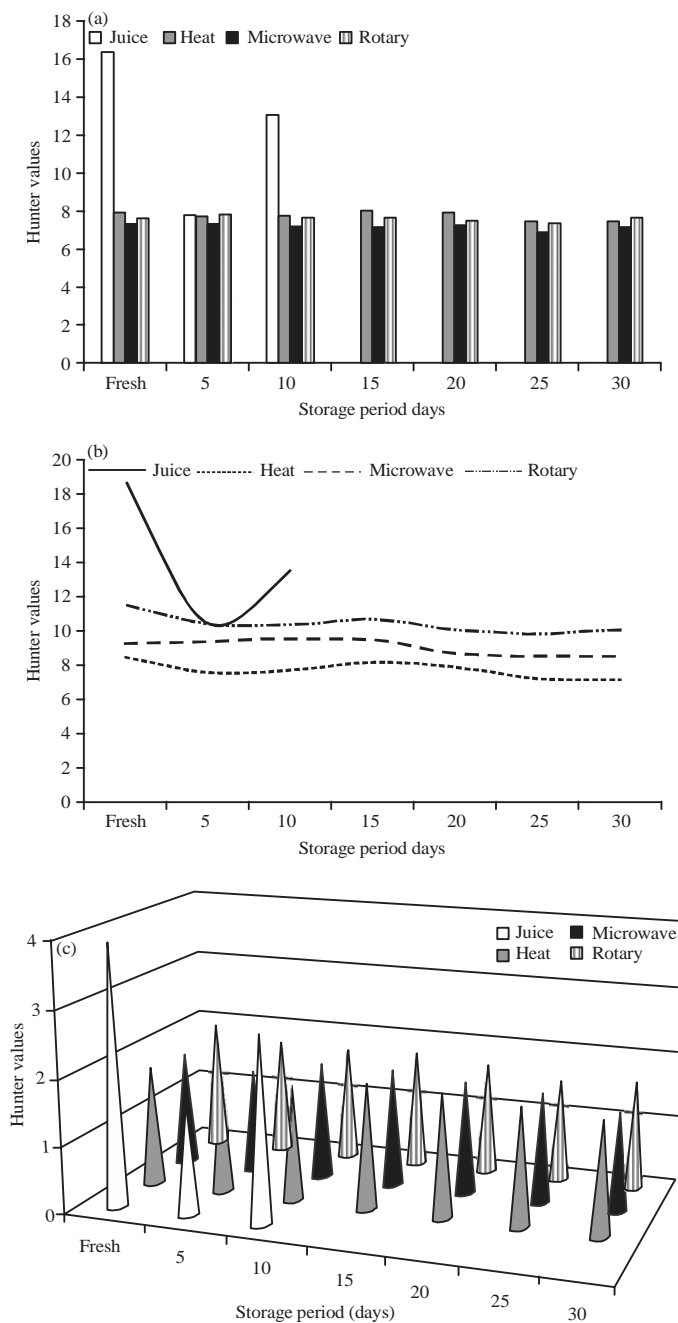 (a)
Juice Heat Microwave Rotary
18
16
14
12
10
8
6
4
2
0
Hunter values
Fresh 5 10 15 20 25 30
Storage period days
(b)
Juice Heat Microwave Rotary
20
18
16
14
12
10
8
6
4
2
0
Hunter values
Fresh 5 10 15 20 25 30
Storage period days
(c)
Juice Microwave
Heat Rotary
4
3
2
1
0
Hunter values
Fresh 5 10 15 20 25 30
Storage period (days)